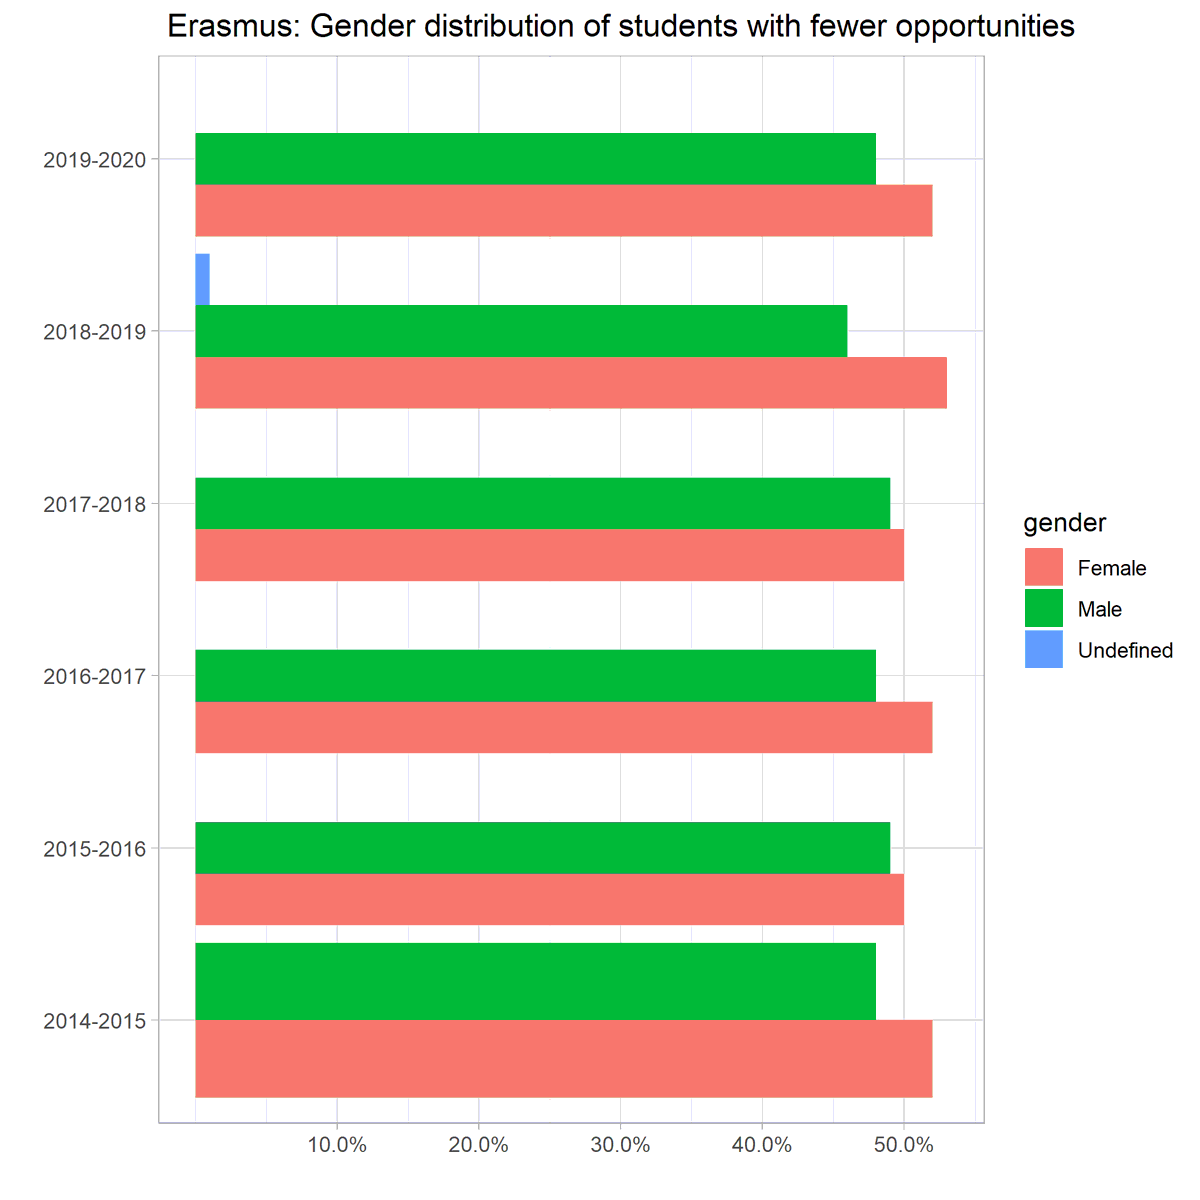 Erasmus: Gender distribution of students with fewer opportunities
2019-2020
2018-2019
2017-2018
2016-2017
2015-2016
2014-2015
10.0% 20.0% 30.0% 40.0% 50.0%
gender
Female
Male
Undefined